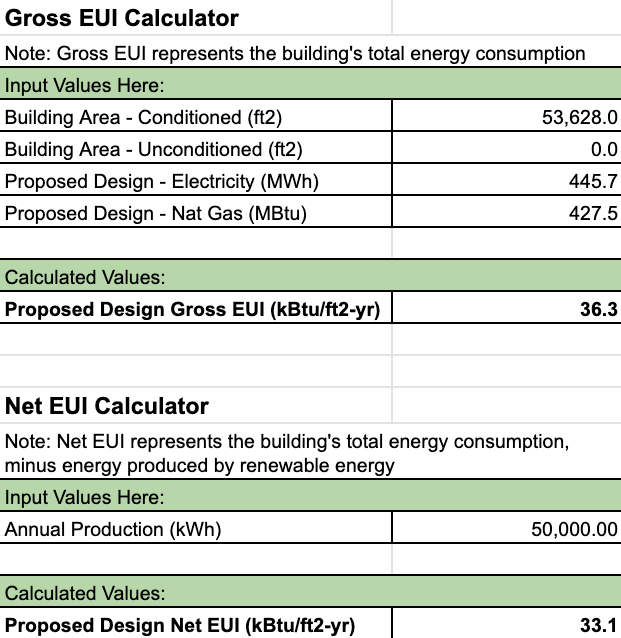 Gross EUI Calculator
Note: Gross EUI represents the building's total energy consumption
Input Values Here:
Building Area - Conditioned (ft2) 53,628.0
Building Area - Unconditioned (ft2) 0.0
Proposed Design - Electricity (MWh) 445.7
Proposed Design - Nat Gas (MBtu) 427.5
Calculated Values:
Proposed Design Gross EUI (kBtu/ft2-yr) 36.3
Net EUI Calculator
Note: Net EUI represents the building's total energy consumption,
minus energy produced by renewable energy
Input Values Here:
Annual Production (kWh) 50,000.00
Calculated Values:
Proposed Design Net EUI (kBtu/ft2-yr) 33.1